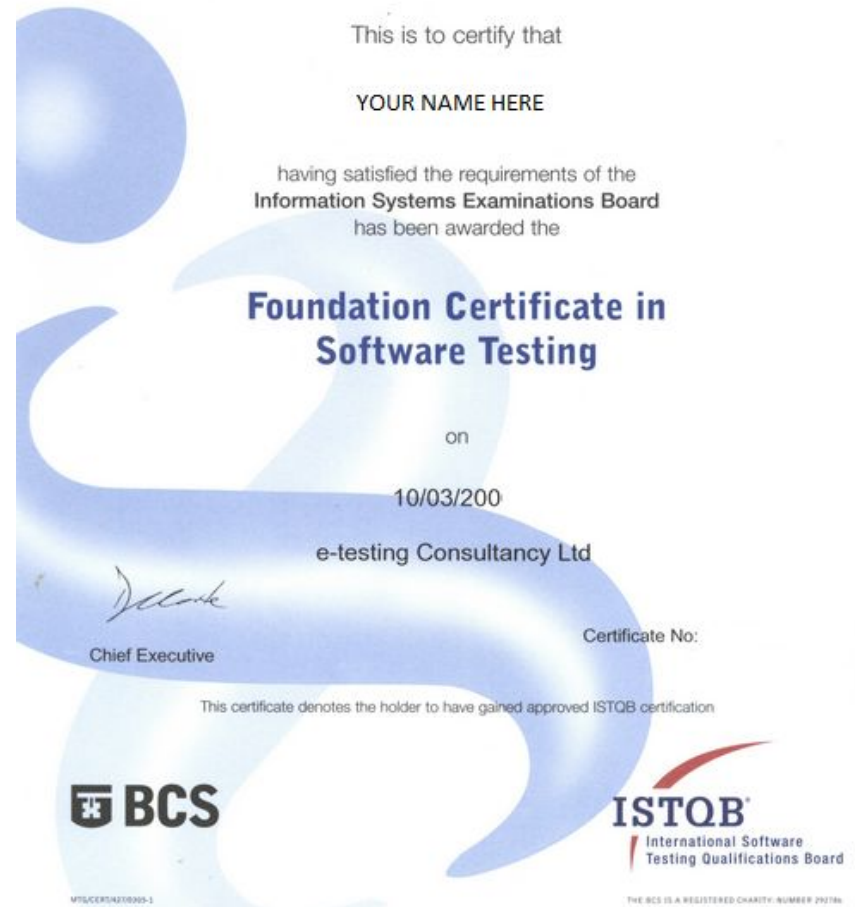 This is to certify that
YOUR NAME HERE
having satisfied the requirements of the
Information Systems Examinations Board
has been awarded the
Foundation Certificate in
Software Testing
on
10/03/200
e-testing Consultancy Ltd
Certificate No:
Chief Executive
This certificate denotes the holder to have gained approved ISTQB certification
BCS
ISTQB
International Software
Testing Qualifications Board
THE BCS IS A REGISTERED CHARITY: NUMBER 292786